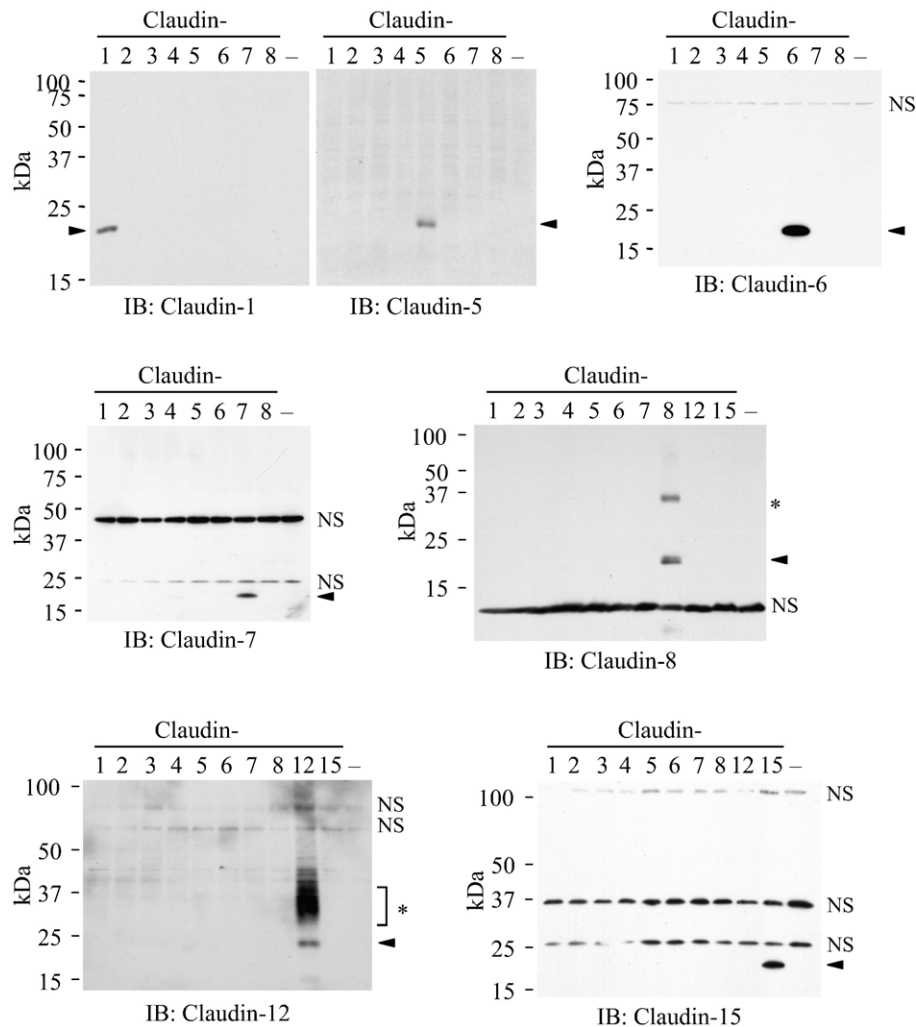 Claudin-
1 2 3 4 5 6 7 8 –
kDa
100
75
50
37
25
15
IB: Claudin-1
Claudin-
1 2 3 4 5 6 7 8 –
IB: Claudin-5
Claudin-
1 2 3 4 5 6 7 8 –
kDa
100
75
50
37
25
20
15
NS
IB: Claudin-6
Claudin-
1 2 3 4 5 6 7 8 –
kDa
100
50
37
25
15
NS
NS
IB: Claudin-7
Claudin-
1 2 3 4 5 6 7 8 12 15 –
kDa
100
50
37
25
15
*
NS
IB: Claudin-8
Claudin-
1 2 3 4 5 6 7 8 12 15 –
kDa
100
50
37
25
15
NS
NS
*
IB: Claudin-12
Claudin-
1 2 3 4 5 6 7 8 12 15 –
kDa
100
50
37
25
15
NS
NS
NS
IB: Claudin-15